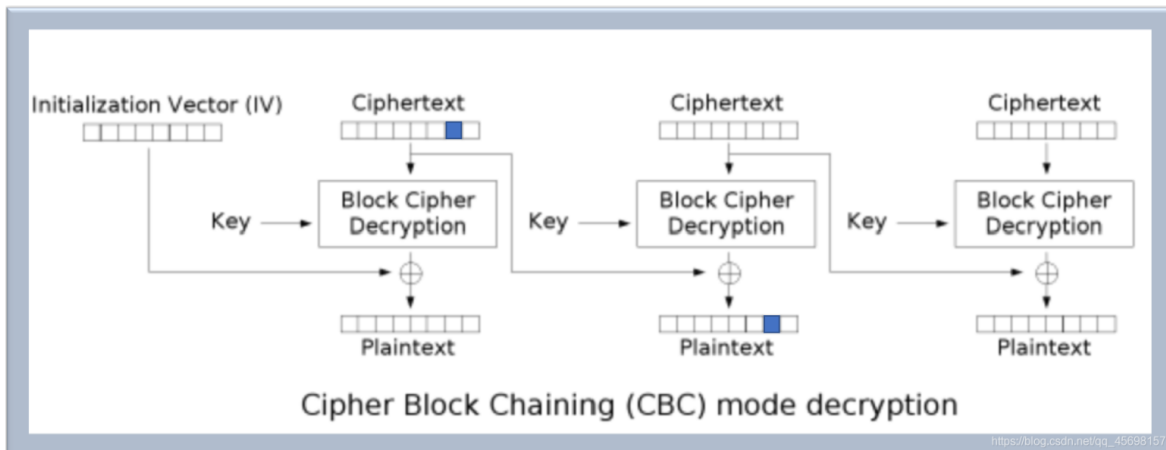 Initialization Vector (IV)
Ciphertext
Ciphertext
Ciphertext
Key
Block Cipher
Decryption
Key
Block Cipher
Decryption
Key
Block Cipher
Decryption
Plaintext
Plaintext
Plaintext
Cipher Block Chaining (CBC) mode decryption
https://blog.csdn.net/qq_45698157